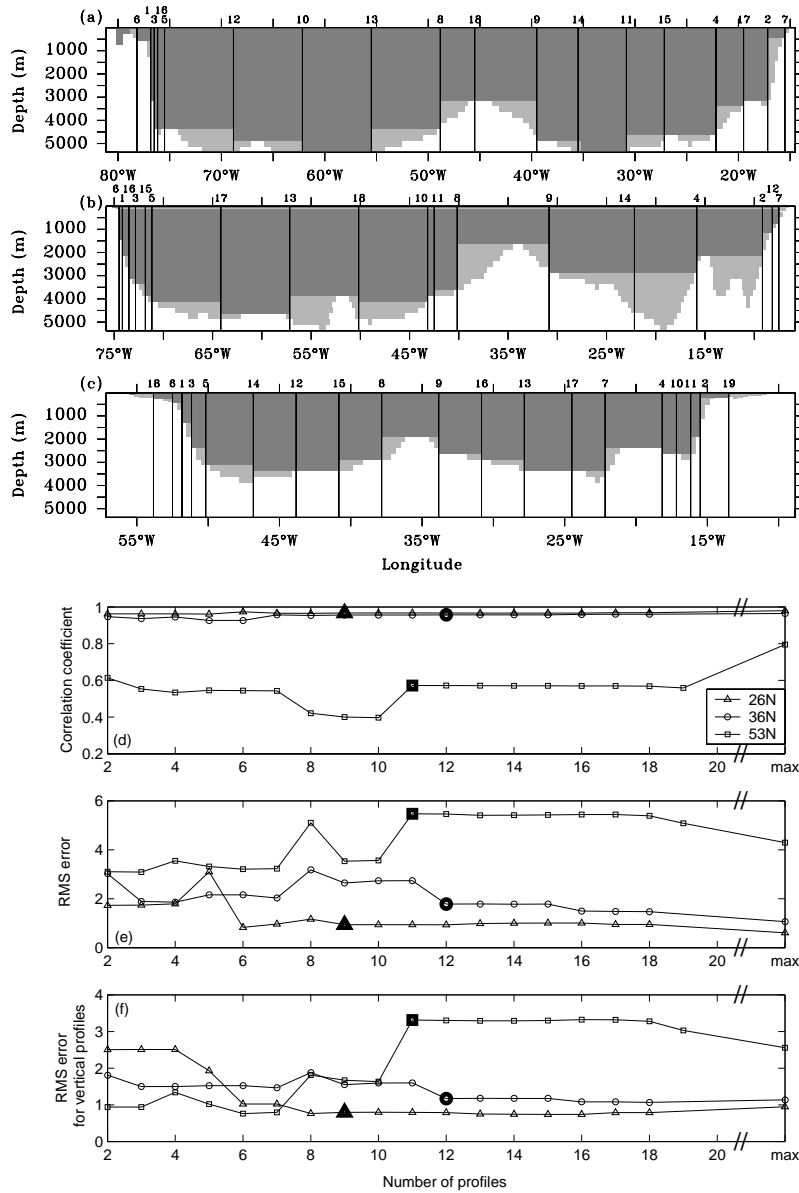 (a)
1 16
6 3 5 12 10 13 8 18 9 14 11 15 4 17 2 7
Depth (m)
1000
2000
3000
4000
5000
80°W 70°W 60°W 50°W 40°W 30°W 20°W
(b)
6 16 15 12
1 3 5 17 13 18 10 11 8 9 14 4 2 7
Depth (m)
1000
2000
3000
4000
5000
75°W 65°W 55°W 45°W 35°W 25°W 15°W
(c)
18 6 1 3 5 14 12 15 8 9 16 13 17 7 4 10 11 2 19
Depth (m)
1000
2000
3000
4000
5000
55°W 45°W 35°W 25°W 15°W
Longitude
Correlation coefficient
1
0.8
0.6
0.4
0.2
(d)
26N
36N
53N
2 4 6 8 10 12 14 16 18 20 max
RMS error
6
4
2
0
(e)
2 4 6 8 10 12 14 16 18 20 max
RMS error
for vertical profiles
4
3
2
1
0
(f)
2 4 6 8 10 12 14 16 18 20 max
Number of profiles